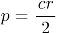 p = cr/2